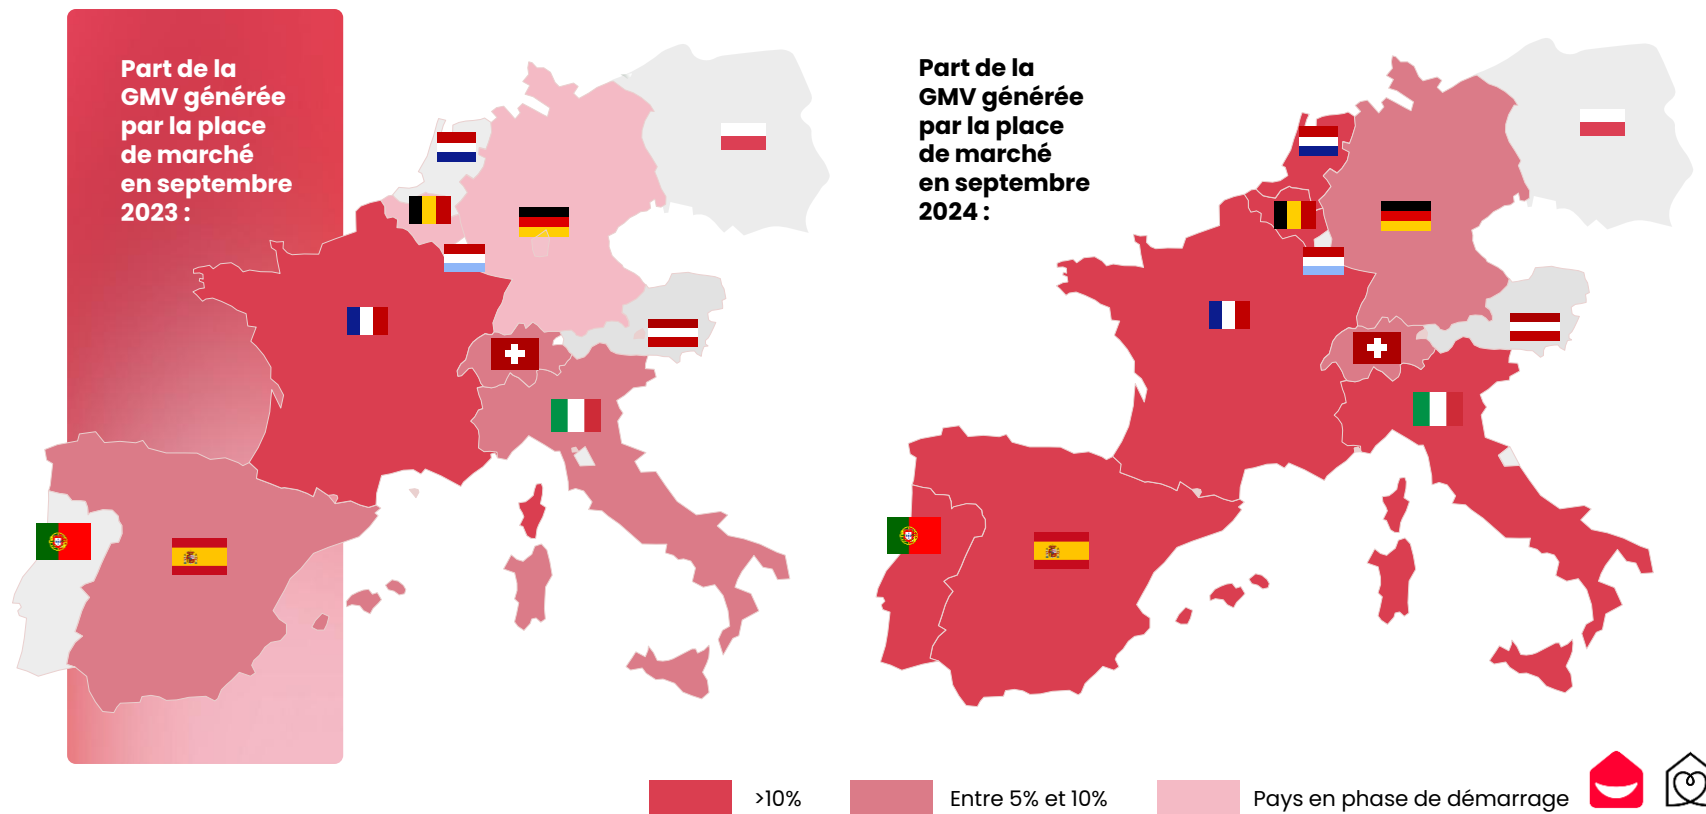 Part de la
GMV générée
par la place
de marché
en septembre
2023 :
Part de la
GMV générée
par la place
de marché
en septembre
2024 :
>10%
Entre 5% et 10%
Pays en phase de démarrage